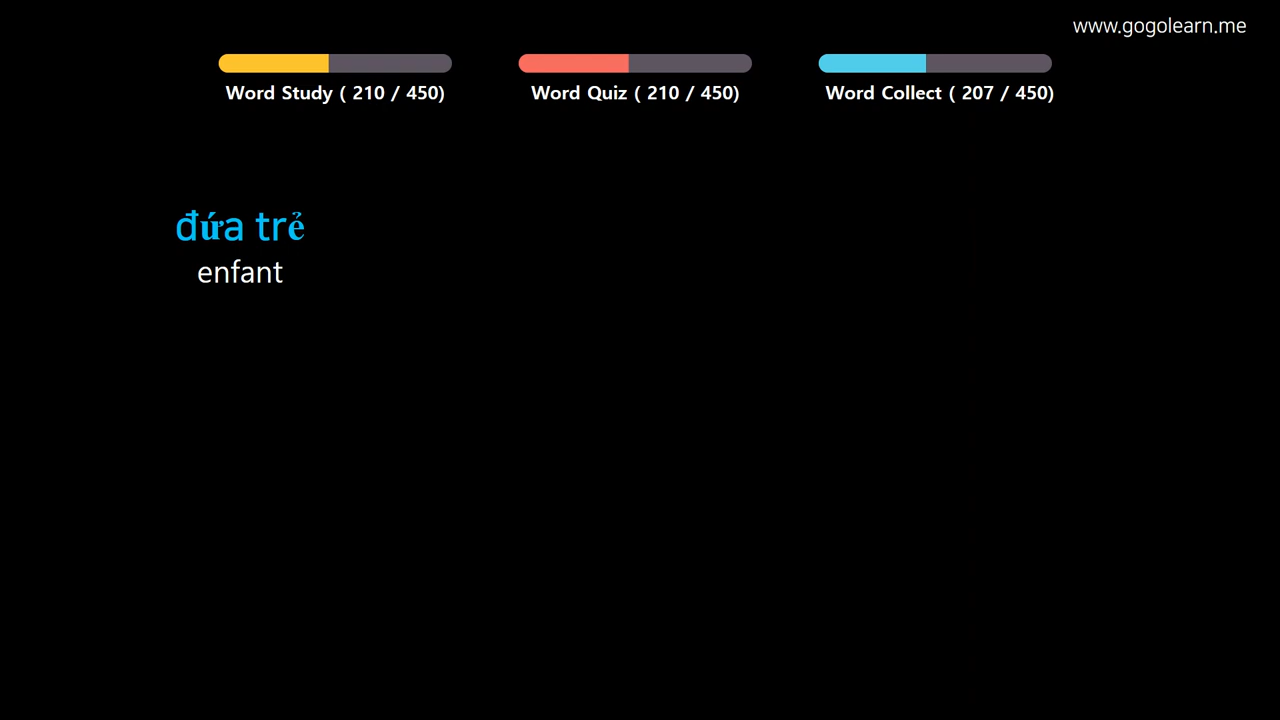 www.gogolearn.me
Word Study ( 210 / 450)
Word Quiz ( 210 / 450)
Word Collect ( 207 / 450)
đứa trẻ
enfant